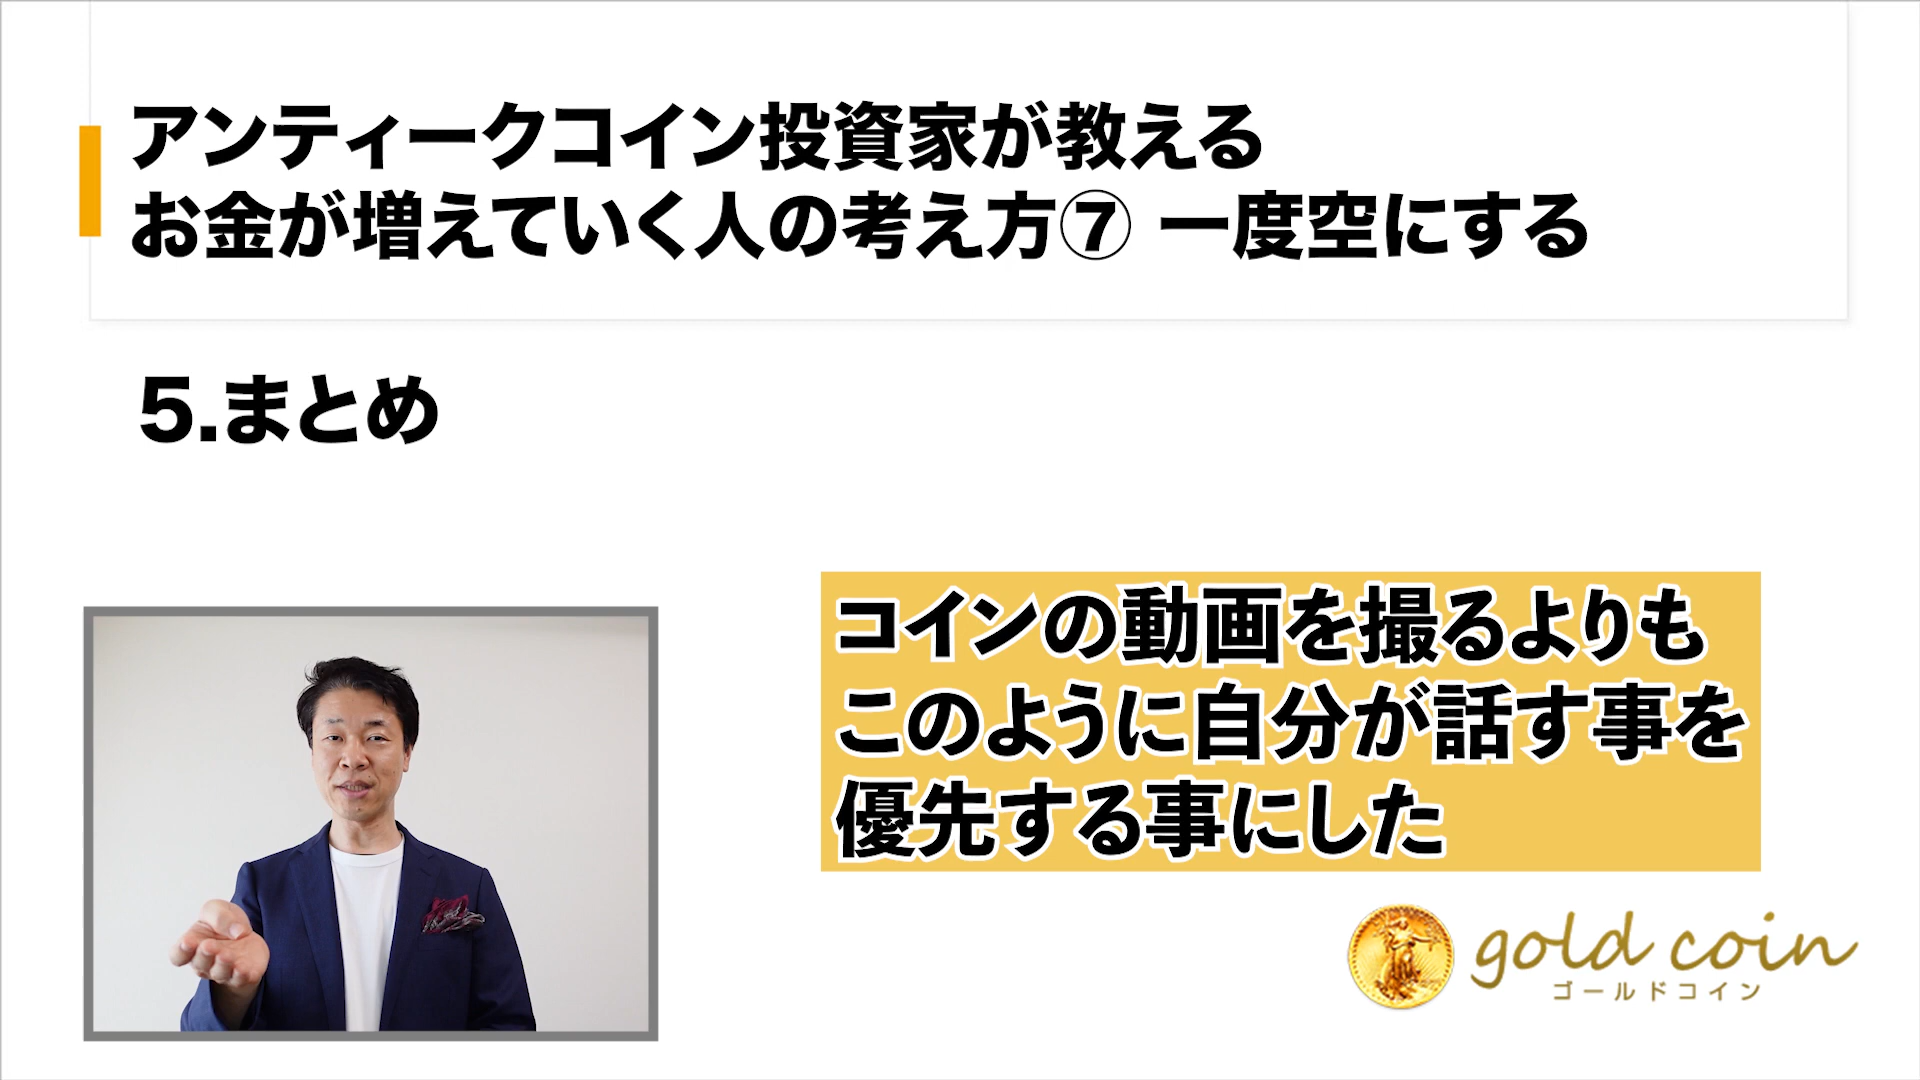 アンティークコイン投資家が教える
お金が増えていく人の考え方⑦ 一度空にする
5.まとめ
コインの動画を撮るよりも
このように自分が話す事を
優先する事にした
gold coin
ゴールドコイン